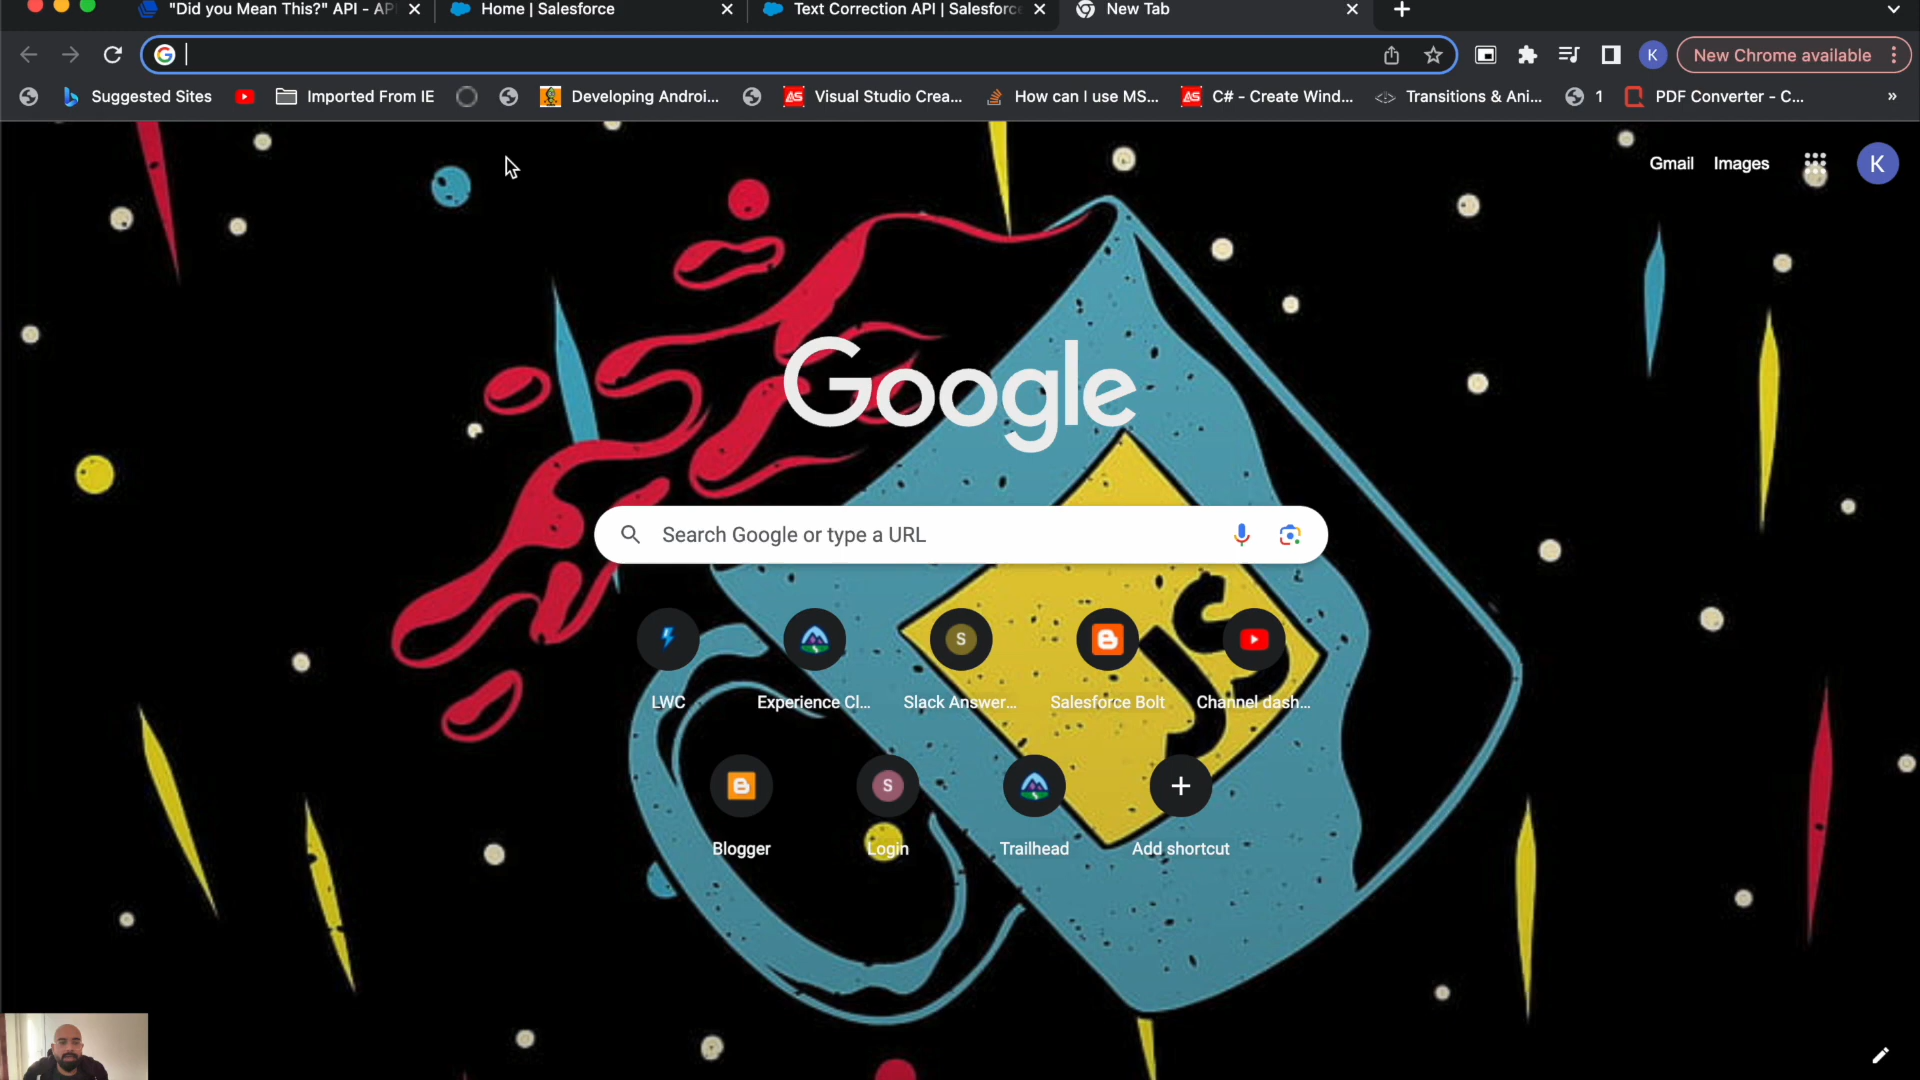 "Did you Mean This?" API - AP
Home | Salesforce
Text Correction API | Salesforce
New Tab
K
New Chrome available
Suggested Sites
Imported From IE
Developing Androi...
Visual Studio Crea...
How can I use MS...
C# - Create Wind...
Transitions & Ani...
1
PDF Converter - C...
»
Gmail
Images
K
Google
Search Google or type a URL
JS
S
LWC
Experience Cl...
Slack Answer...
Salesforce Bolt
Channel dash...
S
Blogger
Login
Trailhead
Add shortcut